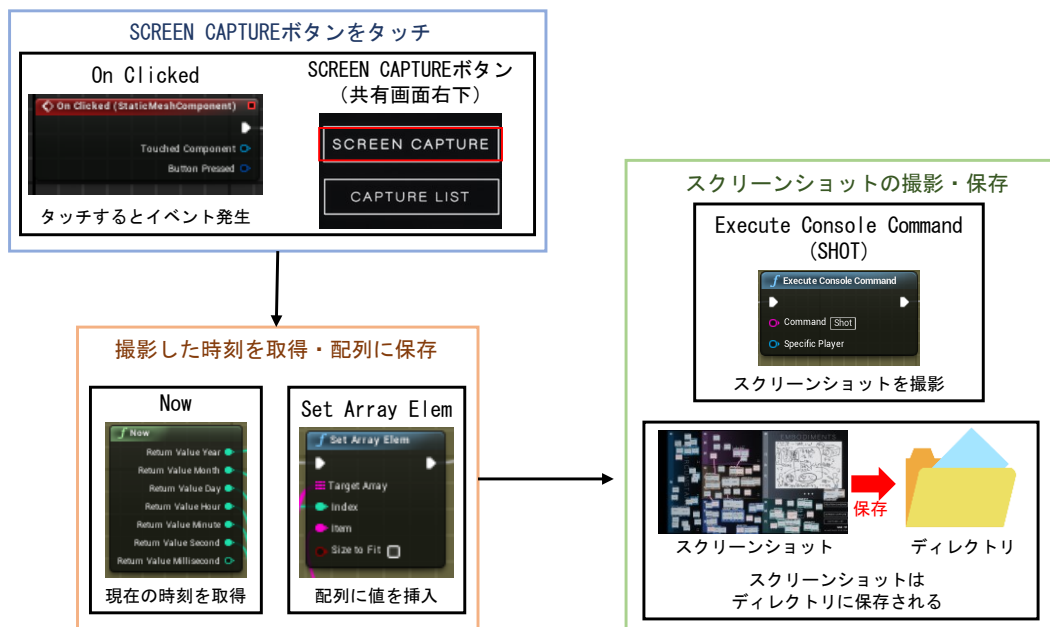 SCREEN CAPTUREボタンをタッチ
On Clicked
On Clicked (StaticMeshComponent)
Touched Component
Button Pressed
タッチするとイベント発生
SCREEN CAPTUREボタン
（共有画面右下）
SCREEN CAPTURE
CAPTURE LIST
撮影した時刻を取得・配列に保存
Now
Now
Return Value Year
Return Value Month
Return Value Day
Return Value Hour
Return Value Minute
Return Value Second
Return Value Millisecond
現在の時刻を取得
Set Array Elem
Set Array Elem
Target Array
Index
Item
Size to Fit
配列に値を挿入
スクリーンショットの撮影・保存
Execute Console Command
(SHOT)
Execute Console Command
Command Shot
Specific Player
スクリーンショットを撮影
EMBODIMENTS
保存
スクリーンショット
ディレクトリ
スクリーンショットは
ディレクトリに保存される